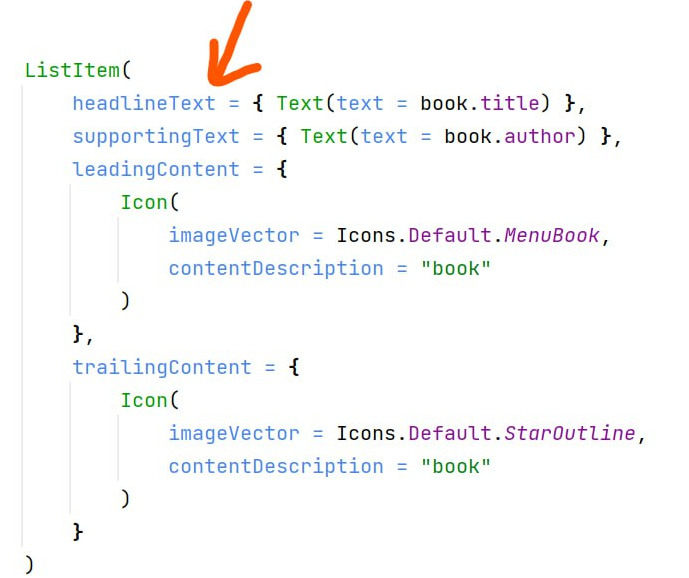 ListItem(
headlineText = { Text(text = book.title) },
supportingText = { Text(text = book.author) },
leadingContent = {
Icon(
imageVector = Icons.Default.MenuBook,
contentDescription = "book"
)
},
trailingContent = {
Icon(
imageVector = Icons.Default.StarOutline,
contentDescription = "book"
)
}
)